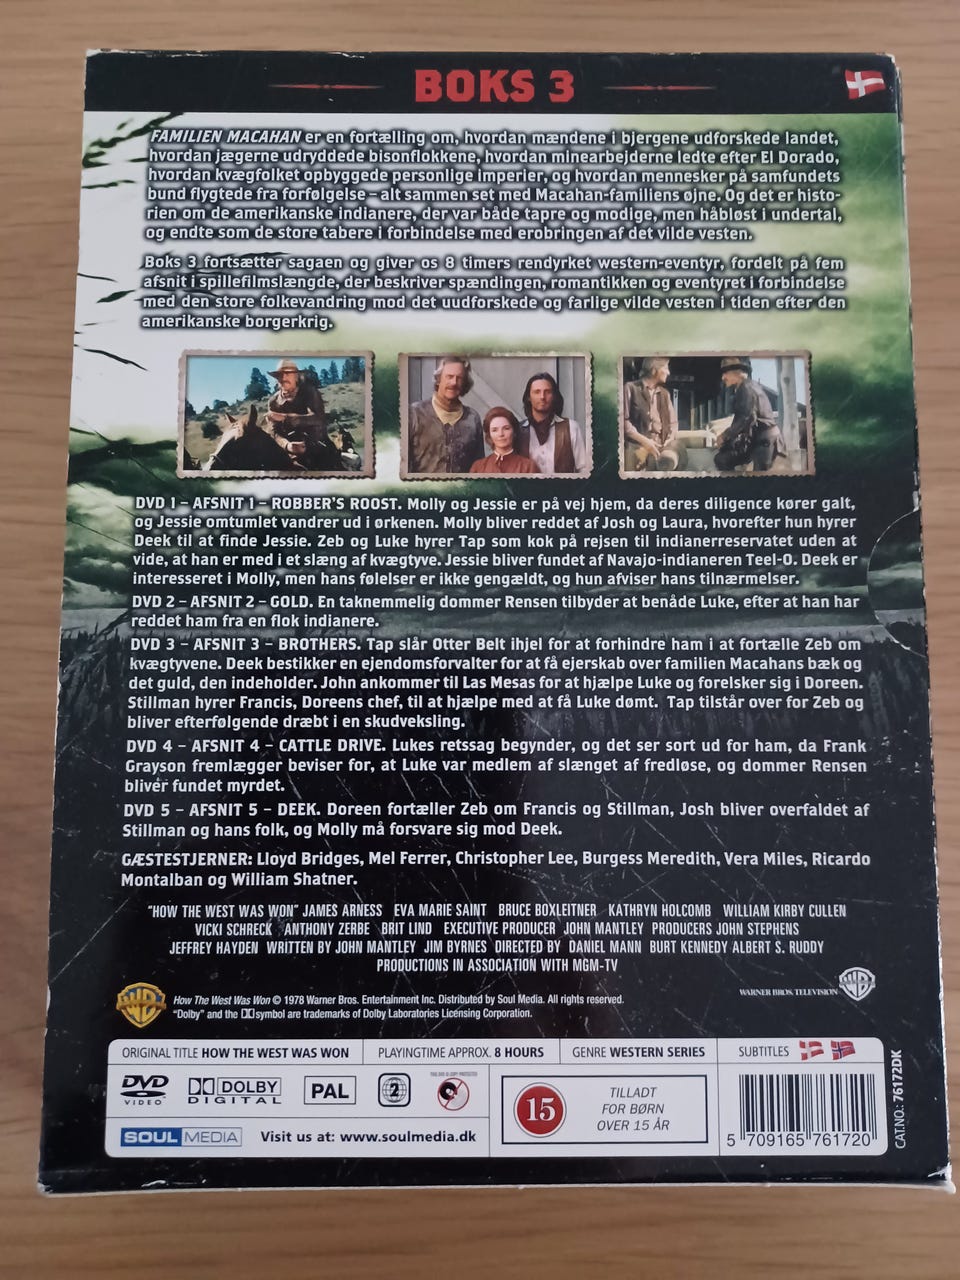 BOKS 3
FAMILIEN MACAHAN er en fortælling om, hvordan mændene i bjergene udforskede landet,
hvordan jægerne udryddede bisonflokkene, hvordan minearbejderne ledte efter El Dorado,
hvordan kvægfolket opbyggede personlige imperier, og hvordan mennesker på samfundets
bund flygtede fra forfølgelse – alt sammen set med Macahan-familiens øjne. Og det er histo-
rien om de amerikanske indianere, der var både tapre og modige, men håbløst i undertal,
og endte som de store tabere i forbindelse med erobringen af det vilde vesten.
Boks 3 fortsætter sagaen og giver os 8 timers rendyrket western-eventyr, fordelt på fem
afsnit i spillefilmslængde, der beskriver spændingen, romantikken og eventyret i forbindelse
med den store folkevandring mod det uudforskede og farlige vilde vesten i tiden efter den
amerikanske borgerkrig.
DVD 1 – AFSNIT 1 – ROBBER'S ROOST. Molly og Jessie er på vej hjem, da deres diligence kører galt,
og Jessie omtumlet vandrer ud i ørkenen. Molly bliver reddet af Josh og Laura, hvorefter hun hyrer
Deek til at finde Jessie. Zeb og Luke hyrer Tap som kok på rejsen til indianerreservatet uden at
vide, at han er med i et slæng af kvægtyve. Jessie bliver fundet af Navajo-indianeren Teel-O. Deek er
interesseret i Molly, men hans følelser er ikke gengældt, og hun afviser hans tilnærmelser.
DVD 2 – AFSNIT 2 – GOLD. En taknemmelig dommer Rensen tilbyder at benåde Luke, efter at han har
reddet ham fra en flok indianere.
DVD 3 – AFSNIT 3 – BROTHERS. Tap slår Otter Belt ihjel for at forhindre ham i at fortælle Zeb om
kvægtyvene. Deek bestikker en ejendomsforvalter for at få ejerskab over familien Macahans bæk og
det guld, den indeholder. John ankommer til Las Mesas for at hjælpe Luke og forelsker sig i Doreen.
Stillman hyrer Francis, Doreens chef, til at hjælpe med at få Luke dømt. Tap tilstår over for Zeb og
bliver efterfølgende dræbt i en skudveksling.
DVD 4 – AFSNIT 4 – CATTLE DRIVE. Lukes retssag begynder, og det ser sort ud for ham, da Frank
Grayson fremlægger beviser for, at Luke var medlem af slænget af fredløse, og dommer Rensen
bliver fundet myrdet.
DVD 5 – AFSNIT 5 – DEEK. Doreen fortæller Zeb om Francis og Stillman, Josh bliver overfaldet af
Stillman og hans folk, og Molly må forsvare sig mod Deek.
GÆSTESTJERNER: Lloyd Bridges, Mel Ferrer, Christopher Lee, Burgess Meredith, Vera Miles, Ricardo
Montalban og William Shatner.
"HOW THE WEST WAS WON" JAMES ARNESS EVA MARIE SAINT BRUCE BOXLEITNER KATHRYN HOLCOMB WILLIAM KIRBY CULLEN
VICKI SCHRECK ANTHONY ZERBE BRIT LIND EXECUTIVE PRODUCER JOHN MANTLEY PRODUCERS JOHN STEPHENS
JEFFREY HAYDEN WRITTEN BY JOHN MANTLEY JIM BYRNES DIRECTED BY DANIEL MANN BURT KENNEDY ALBERT S. RUDDY
PRODUCTIONS IN ASSOCIATION WITH MGM-TV
How The West Was Won © 1978 Warner Bros. Entertainment Inc. Distributed by Soul Media. All rights reserved.
"Dolby" and the DD symbol are trademarks of Dolby Laboratories Licensing Corporation.
WARNER BROS. TELEVISION
ORIGINAL TITLE HOW THE WEST WAS WON PLAYINGTIME APPROX. 8 HOURS GENRE WESTERN SERIES SUBTITLES
DVD VIDEO DOLBY DIGITAL PAL 2 THIS DVD IS COPY PROTECTED
15 TILLADT
FOR BØRN
OVER 15 ÅR
SOUL MEDIA Visit us at: www.soulmedia.dk
5 709165 761720
CAT.NO.: 76172DK